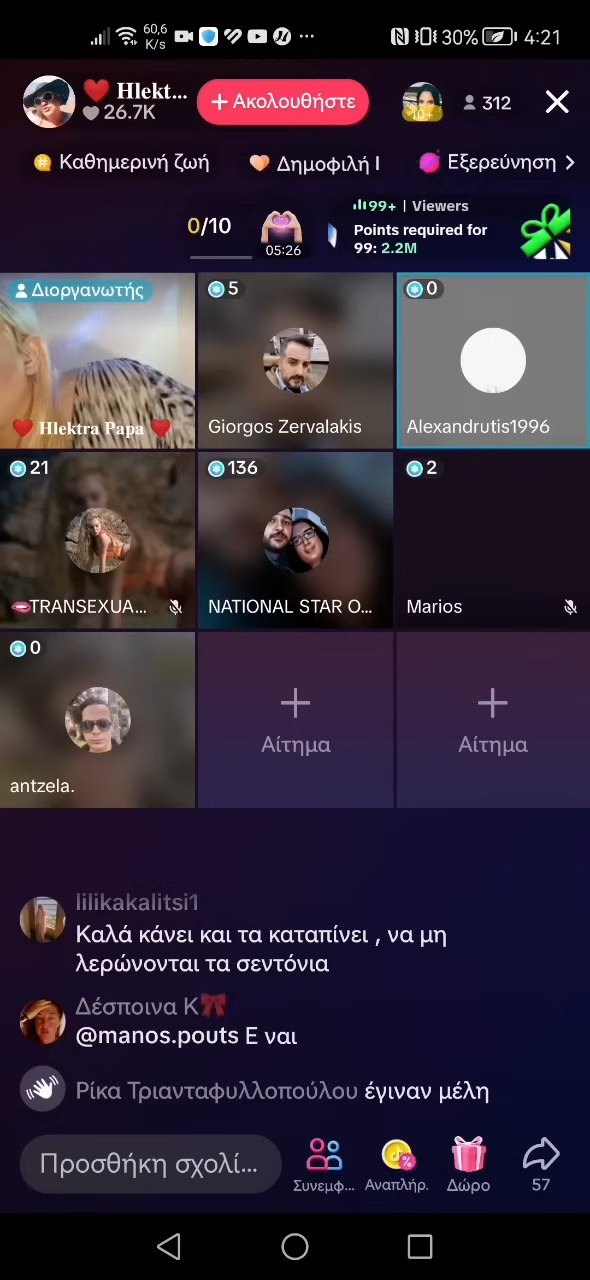 60,6
K/s
30%
4:21
❤️ Hlekt...
26.7K
+ Ακολουθήστε
10+
312
Καθημερινή ζωή
Δημοφιλή l
Εξερεύνηση
0/10
05:26
99+ | Viewers
Points required for
99: 2.2M
Διοργανωτής
❤️ Hlektra Papa ❤️
5
Giorgos Zervalakis
0
Alexandrutis1996
21
🫦TRANSEXUA...
136
NATIONAL STAR O...
2
Marios
0
antzela.
Αίτημα
Αίτημα
lilikakalitsi1
Καλά κάνει και τα καταπίνει , να μη
λερώνονται τα σεντόνια
Δέσποινα Κ🎀
@manos.pouts Ε ναι
Ρίκα Τριανταφυλλοπούλου έγιναν μέλη
Προσθήκη σχολί...
Συνεμφ...
Αναπλήρ.
Δώρο
57